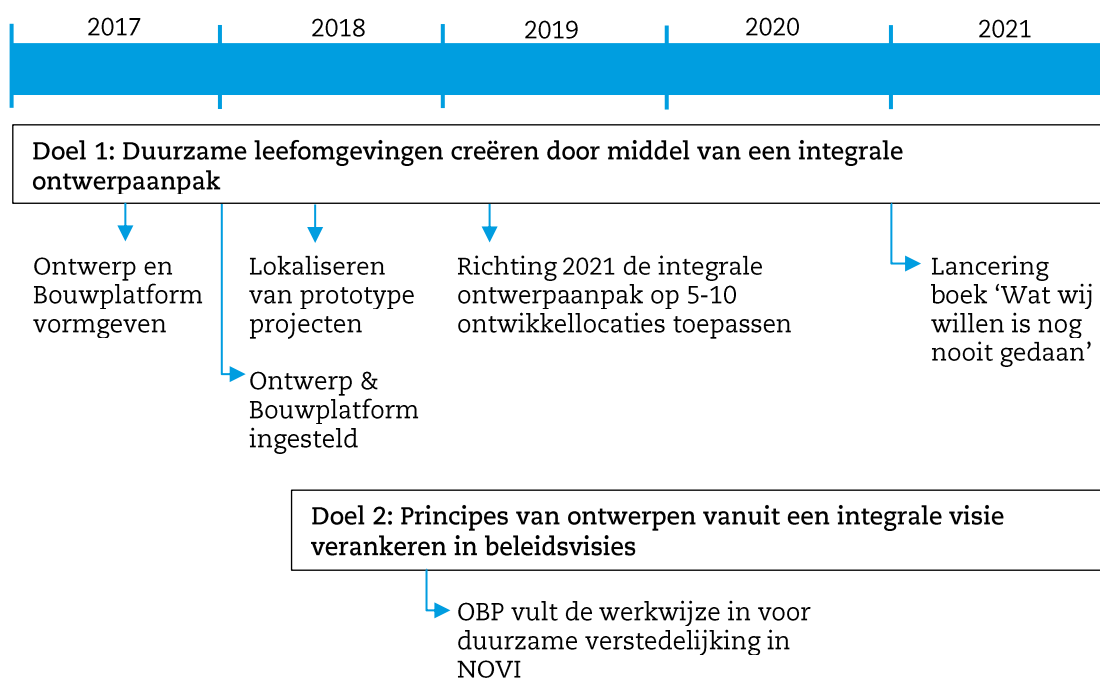 2017
2018
2019
2020
2021
Doel 1: Duurzame leefomgevingen creëren door middel van een integrale
ontwerpaanpak
Ontwerp en
Bouwplatform
vormgeven
Lokaliseren
van prototype
projecten
Richting 2021 de integrale
ontwerpaanpak op 5-10
ontwikkellocaties toepassen
Lancering
boek ‘Wat wij
willen is nog
nooit gedaan’
Ontwerp &
Bouwplatform
ingesteld
Doel 2: Principes van ontwerpen vanuit een integrale visie
verankeren in beleidsvisies
OBP vult de werkwijze in voor
duurzame verstedelijking in
NOVI